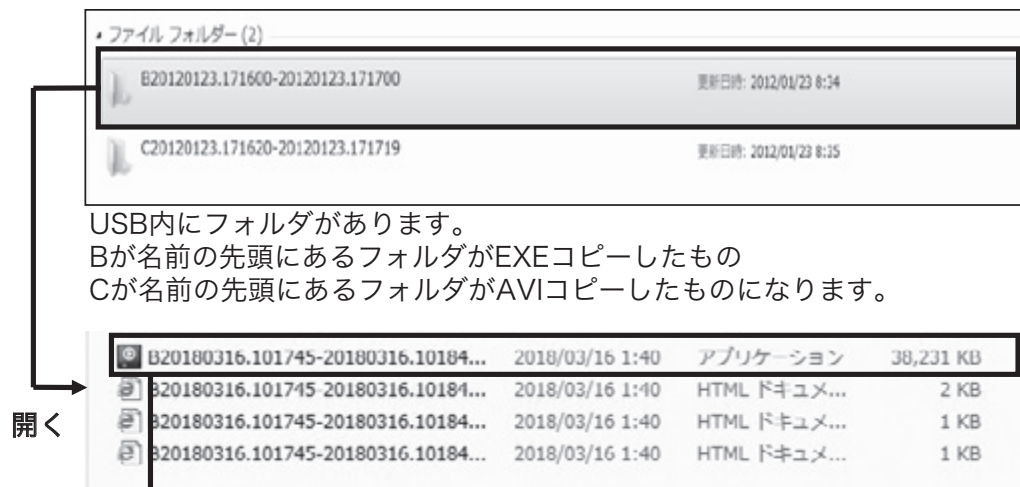 ファイル フォルダー (2)
B20120123.171600-20120123.171700 更新日時: 2012/01/23 8:34
C20120123.171620-20120123.171719 更新日時: 2012/01/23 8:35
USB内にフォルダがあります。
Bが名前の先頭にあるフォルダがEXEコピーしたもの
Cが名前の先頭にあるフォルダがAVIコピーしたものになります。
B20180316.101745-20180316.10184... 2018/03/16 1:40 アプリケーション 38,231 KB
B20180316.101745-20180316.10184... 2018/03/16 1:40 HTML ドキュメ... 2 KB
開く
B20180316.101745-20180316.10184... 2018/03/16 1:40 HTML ドキュメ... 1 KB
B20180316.101745-20180316.10184... 2018/03/16 1:40 HTML ドキュメ... 1 KB